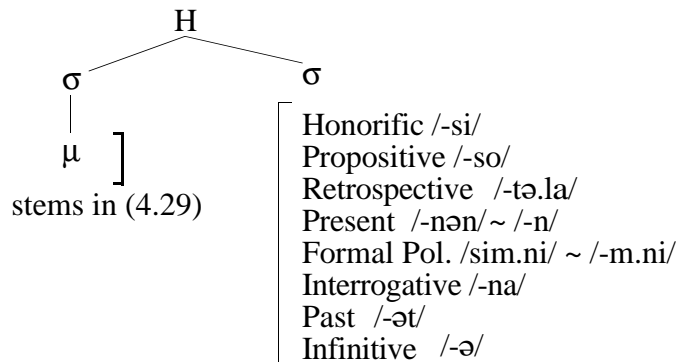 H
σ σ
μ ]
stems in (4.29)
Honorific /-si/
Propositive /-so/
Retrospective /-tə.la/
Present /-nən/ ~ /-n/
Formal Pol. /sim.ni/ ~ /-m.ni/
Interrogative /-na/
Past /-ət/
Infinitive /-ə/